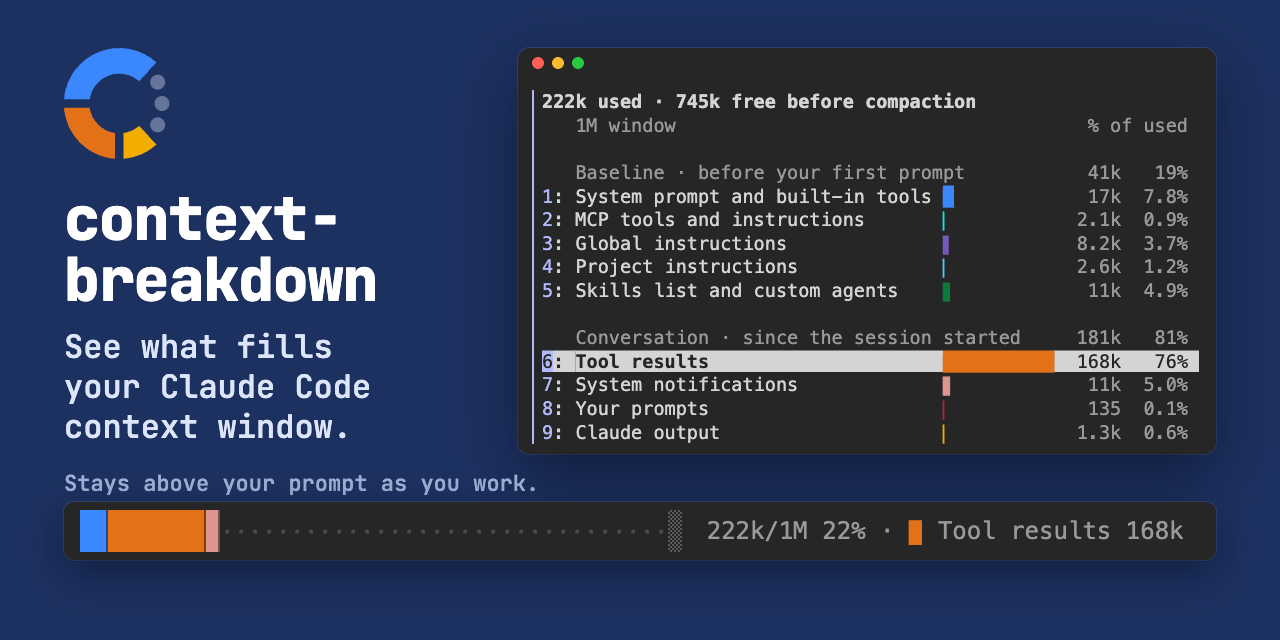 context-
breakdown
See what fills
your Claude Code
context window.
Stays above your prompt as you work.
222k used · 745k free before compaction
1M window % of used
Baseline · before your first prompt 41k 19%
1: System prompt and built-in tools 17k 7.8%
2: MCP tools and instructions 2.1k 0.9%
3: Global instructions 8.2k 3.7%
4: Project instructions 2.6k 1.2%
5: Skills list and custom agents 11k 4.9%
Conversation · since the session started 181k 81%
6: Tool results 168k 76%
7: System notifications 11k 5.0%
8: Your prompts 135 0.1%
9: Claude output 1.3k 0.6%
222k/1M 22% · Tool results 168k